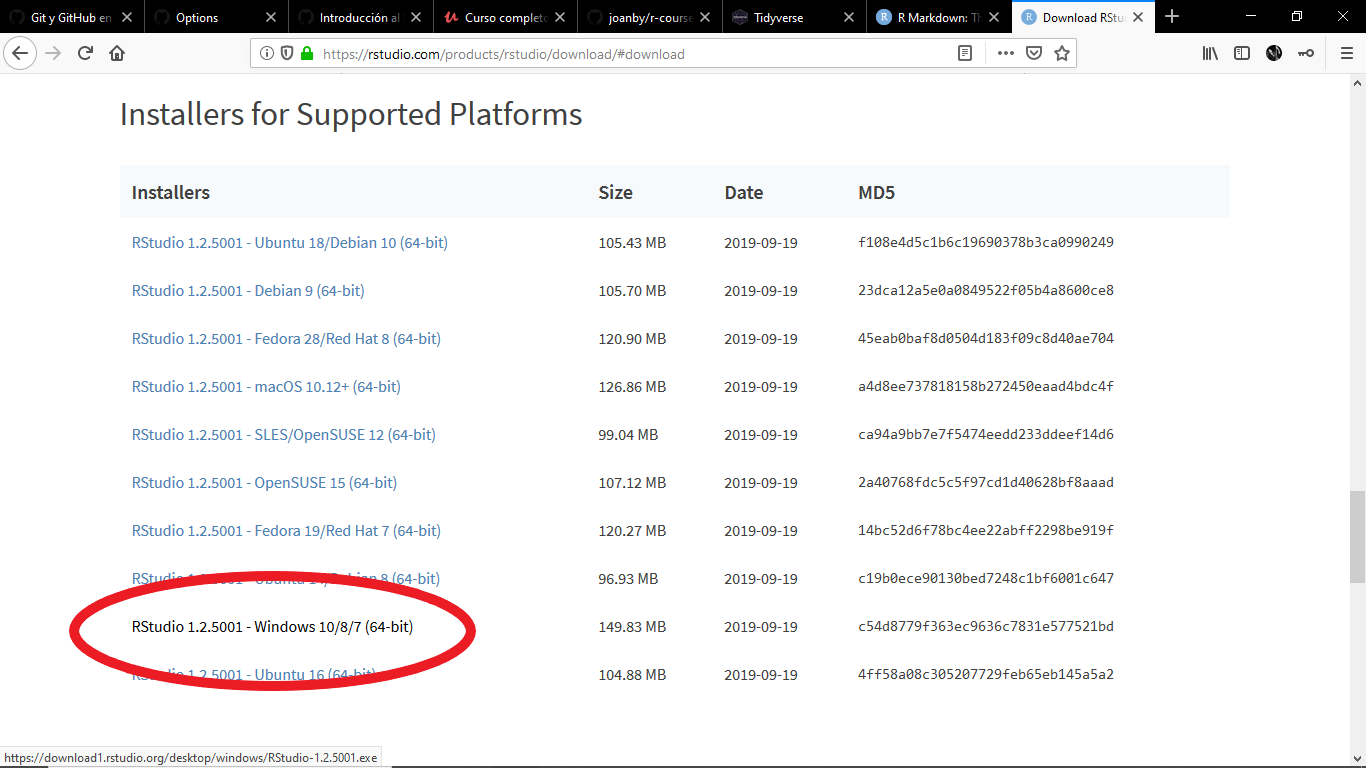 Git y GitHub en
Options
Introducción al
Curso completo
joanby/r-course
Tidyverse
R Markdown: Th
Download RStu
https://rstudio.com/products/rstudio/download/#download
Installers for Supported Platforms
Installers Size Date MD5
RStudio 1.2.5001 - Ubuntu 18/Debian 10 (64-bit) 105.43 MB 2019-09-19 f108e4d5c1b6c19690378b3ca0990249
RStudio 1.2.5001 - Debian 9 (64-bit) 105.70 MB 2019-09-19 23dca12a5e0a0849522f05b4a8600ce8
RStudio 1.2.5001 - Fedora 28/Red Hat 8 (64-bit) 120.90 MB 2019-09-19 45eab0baf8d0504d183f09c8d40ae704
RStudio 1.2.5001 - macOS 10.12+ (64-bit) 126.86 MB 2019-09-19 a4d8ee737818158b272450eaad4bdc4f
RStudio 1.2.5001 - SLES/OpenSUSE 12 (64-bit) 99.04 MB 2019-09-19 ca94a9bb7e7f5474eedd233ddeef14d6
RStudio 1.2.5001 - OpenSUSE 15 (64-bit) 107.12 MB 2019-09-19 2a40768fdc5c5f97cd1d40628bf8aaad
RStudio 1.2.5001 - Fedora 19/Red Hat 7 (64-bit) 120.27 MB 2019-09-19 14bc52d6f78bc4ee22abff2298be919f
RStudio 1.2.5001 - Ubuntu 14/Debian 8 (64-bit) 96.93 MB 2019-09-19 c19b0ece90130bed7248c1bf6001c647
RStudio 1.2.5001 - Windows 10/8/7 (64-bit) 149.83 MB 2019-09-19 c54d8779f363ec9636c7831e577521bd
RStudio 1.2.5001 - Ubuntu 16 (64-bit) 104.88 MB 2019-09-19 4ff58a08c305207729feb65eb145a5a2
https://download1.rstudio.org/desktop/windows/RStudio-1.2.5001.exe